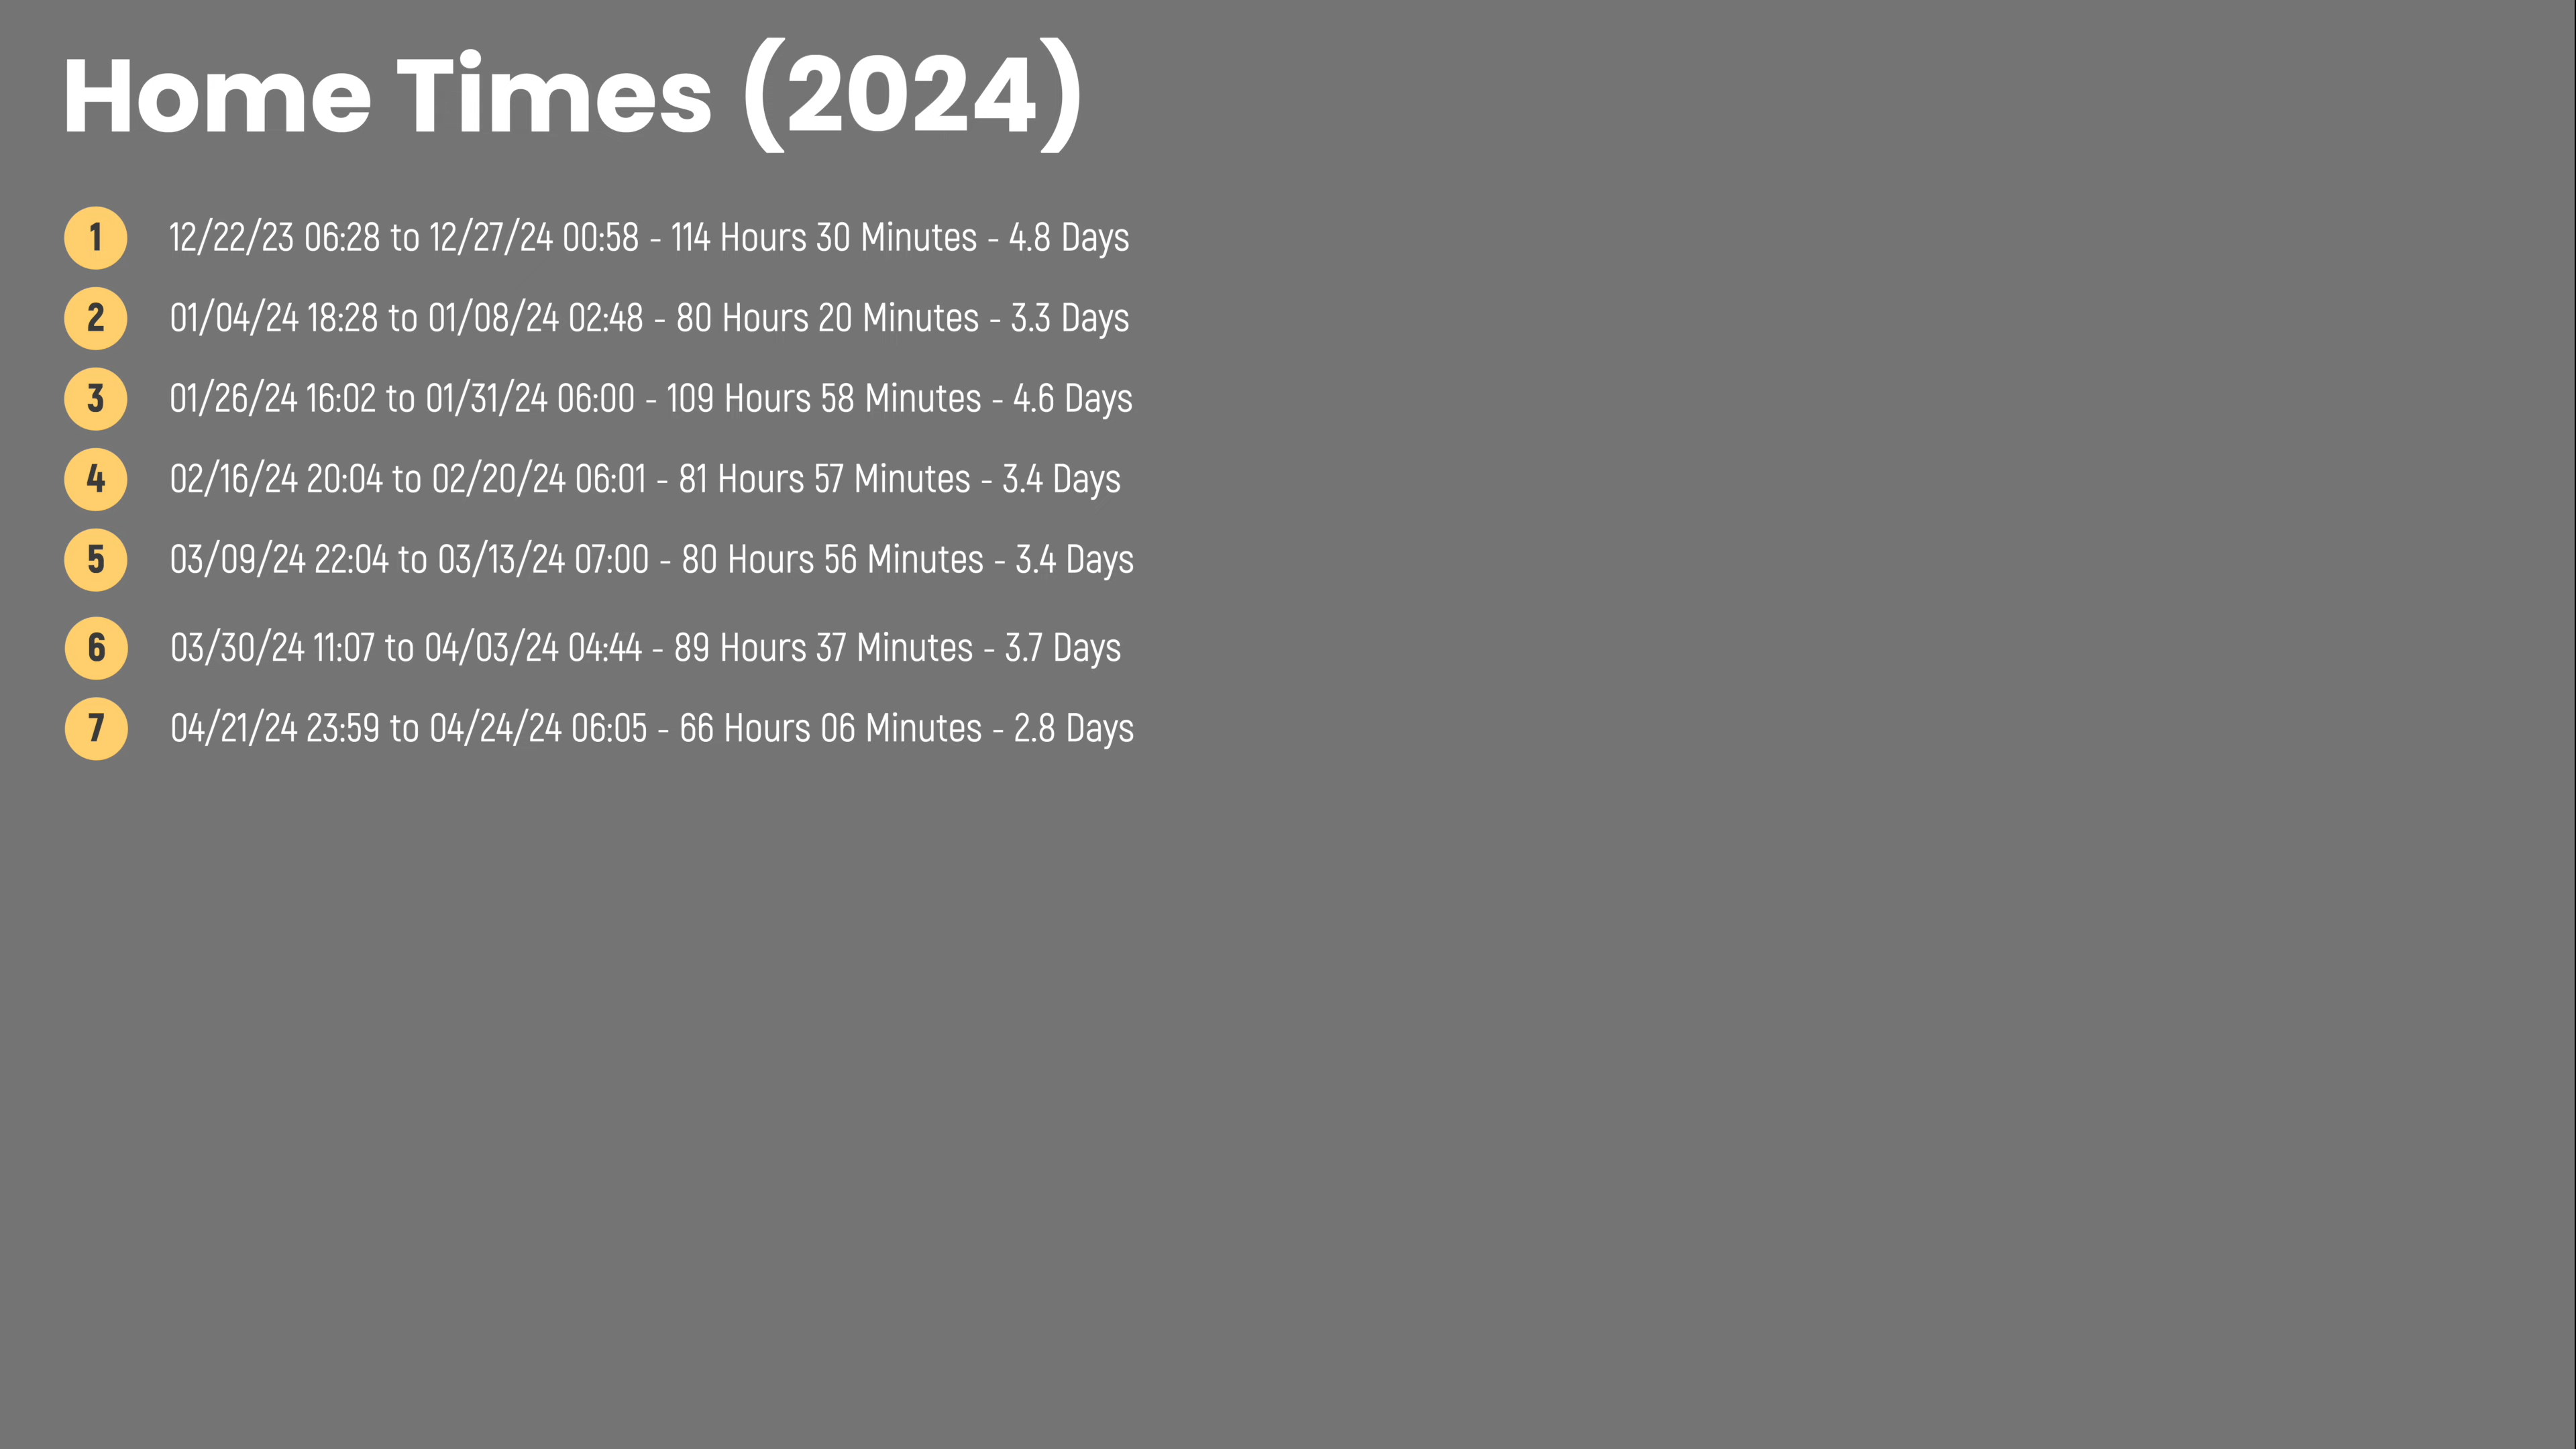 Home Times (2024)
1 12/22/23 06:28 to 12/27/24 00:58 - 114 Hours 30 Minutes - 4.8 Days
2 01/04/24 18:28 to 01/08/24 02:48 - 80 Hours 20 Minutes - 3.3 Days
3 01/26/24 16:02 to 01/31/24 06:00 - 109 Hours 58 Minutes - 4.6 Days
4 02/16/24 20:04 to 02/20/24 06:01 - 81 Hours 57 Minutes - 3.4 Days
5 03/09/24 22:04 to 03/13/24 07:00 - 80 Hours 56 Minutes - 3.4 Days
6 03/30/24 11:07 to 04/03/24 04:44 - 89 Hours 37 Minutes - 3.7 Days
7 04/21/24 23:59 to 04/24/24 06:05 - 66 Hours 06 Minutes - 2.8 Days